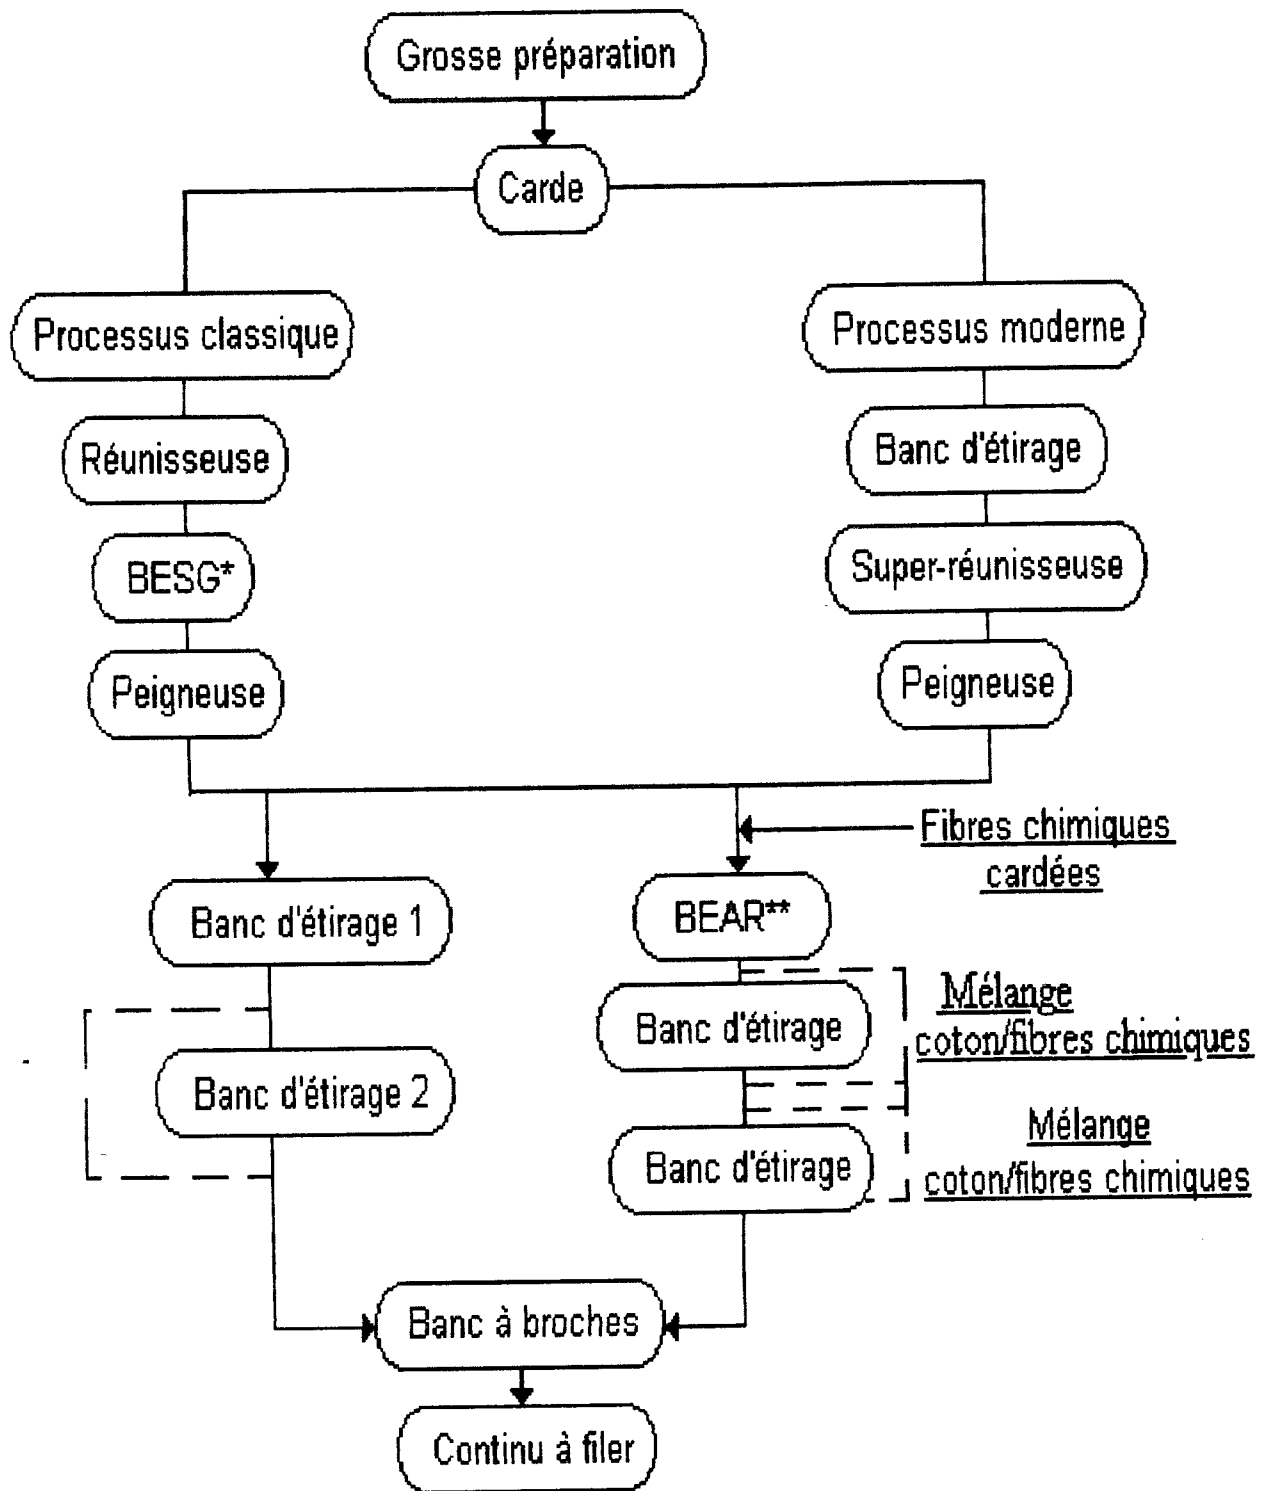 Grosse préparation
Carde
Processus classique
Processus moderne
Réunisseuse
Banc d'étirage
BESG*
Super-réunisseuse
Peigneuse
Peigneuse
Fibres chimiques
cardées
Banc d'étirage 1
BEAR**
Banc d'étirage
Mélange
coton/fibres chimiques
Banc d'étirage 2
Banc d'étirage
Mélange
coton/fibres chimiques
Banc à broches
Continu à filer